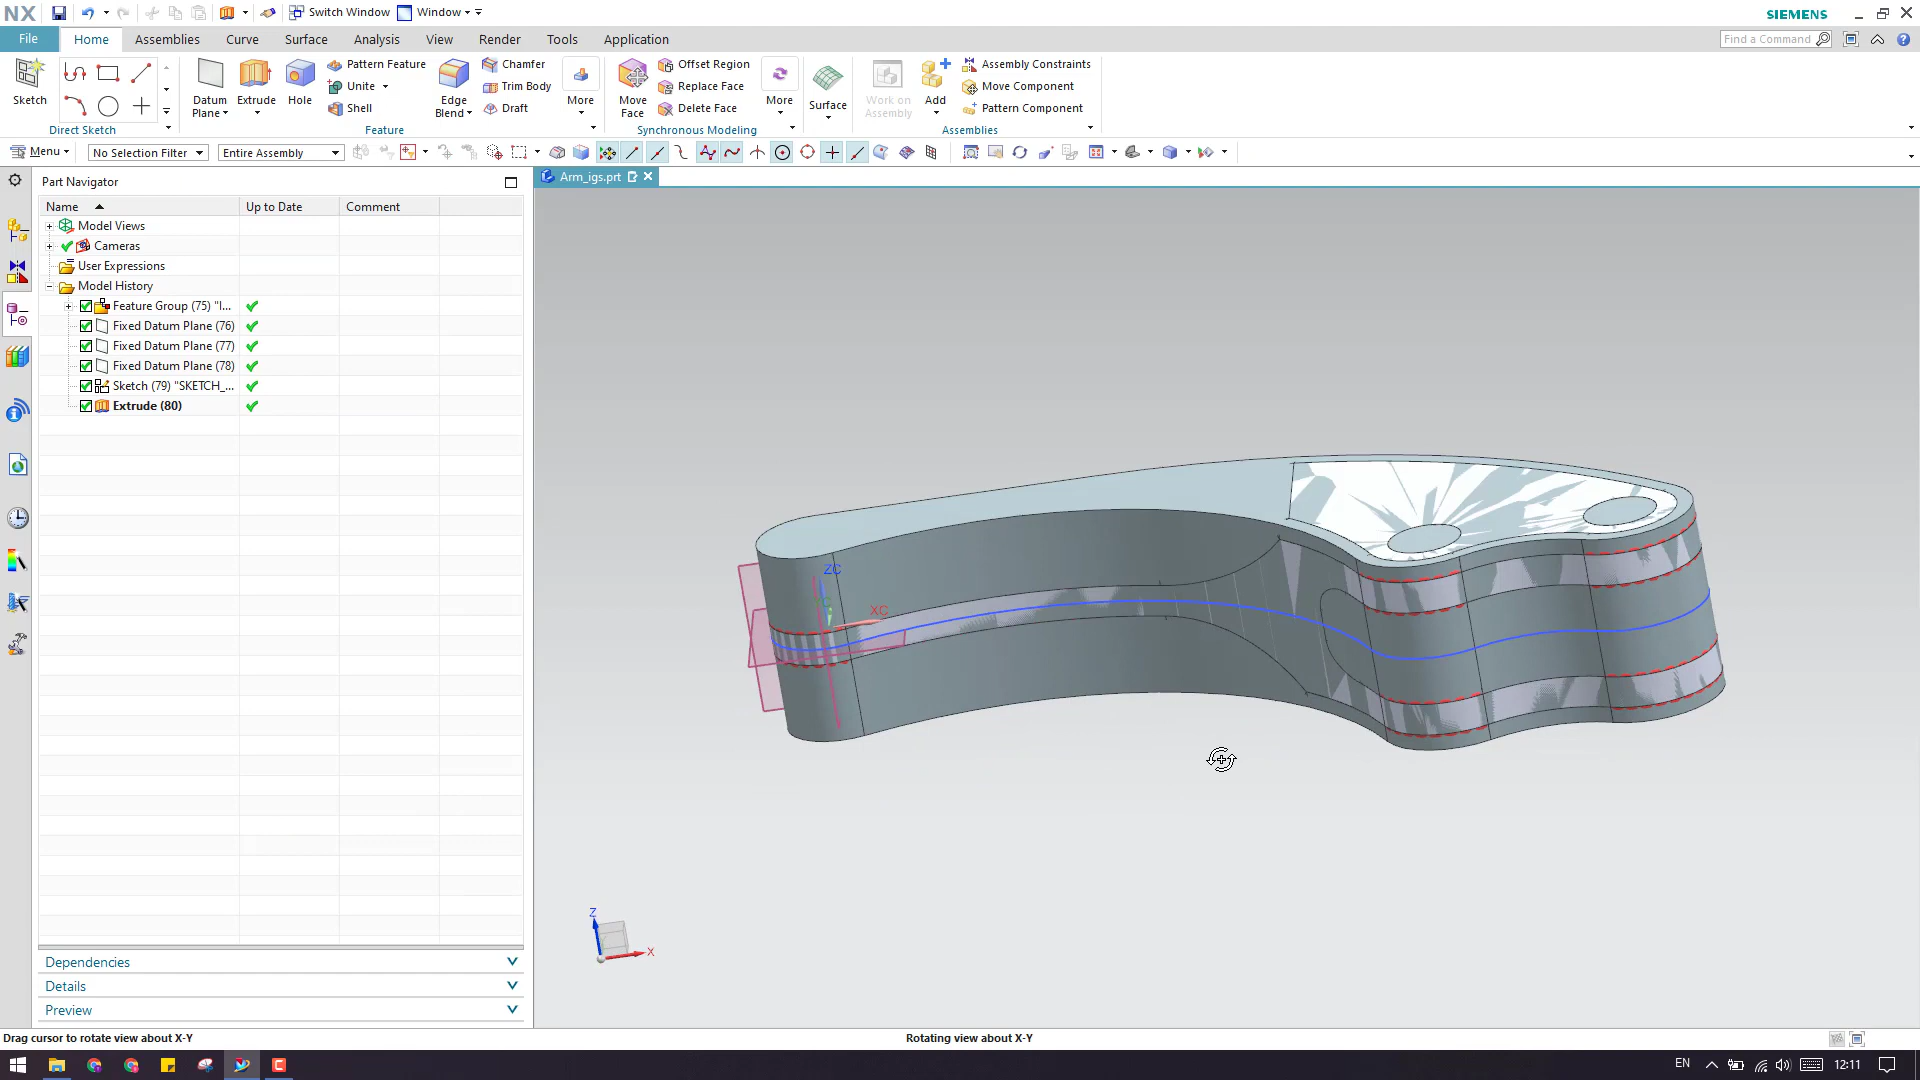 NX Switch Window Window SIEMENS
File Home Assemblies Curve Surface Analysis View Render Tools Application Find a Command
Sketch
Direct Sketch
Datum Plane
Extrude
Hole
Pattern Feature
Unite
Shell
Edge Blend
Chamfer
Trim Body
Draft
More
Feature
Move Face
Offset Region
Replace Face
Delete Face
More
Synchronous Modeling
Surface
Work on Assembly
Add
Assembly Constraints
Move Component
Pattern Component
Assemblies
Menu No Selection Filter Entire Assembly
Part Navigator
Arm_igs.prt
Name Up to Date Comment
Model Views
Cameras
User Expressions
Model History
Feature Group (75) "I...
Fixed Datum Plane (76)
Fixed Datum Plane (77)
Fixed Datum Plane (78)
Sketch (79) "SKETCH_...
Extrude (80)
ZC
XC
Z
X
Dependencies
Details
Preview
Drag cursor to rotate view about X-Y Rotating view about X-Y
EN 12:11